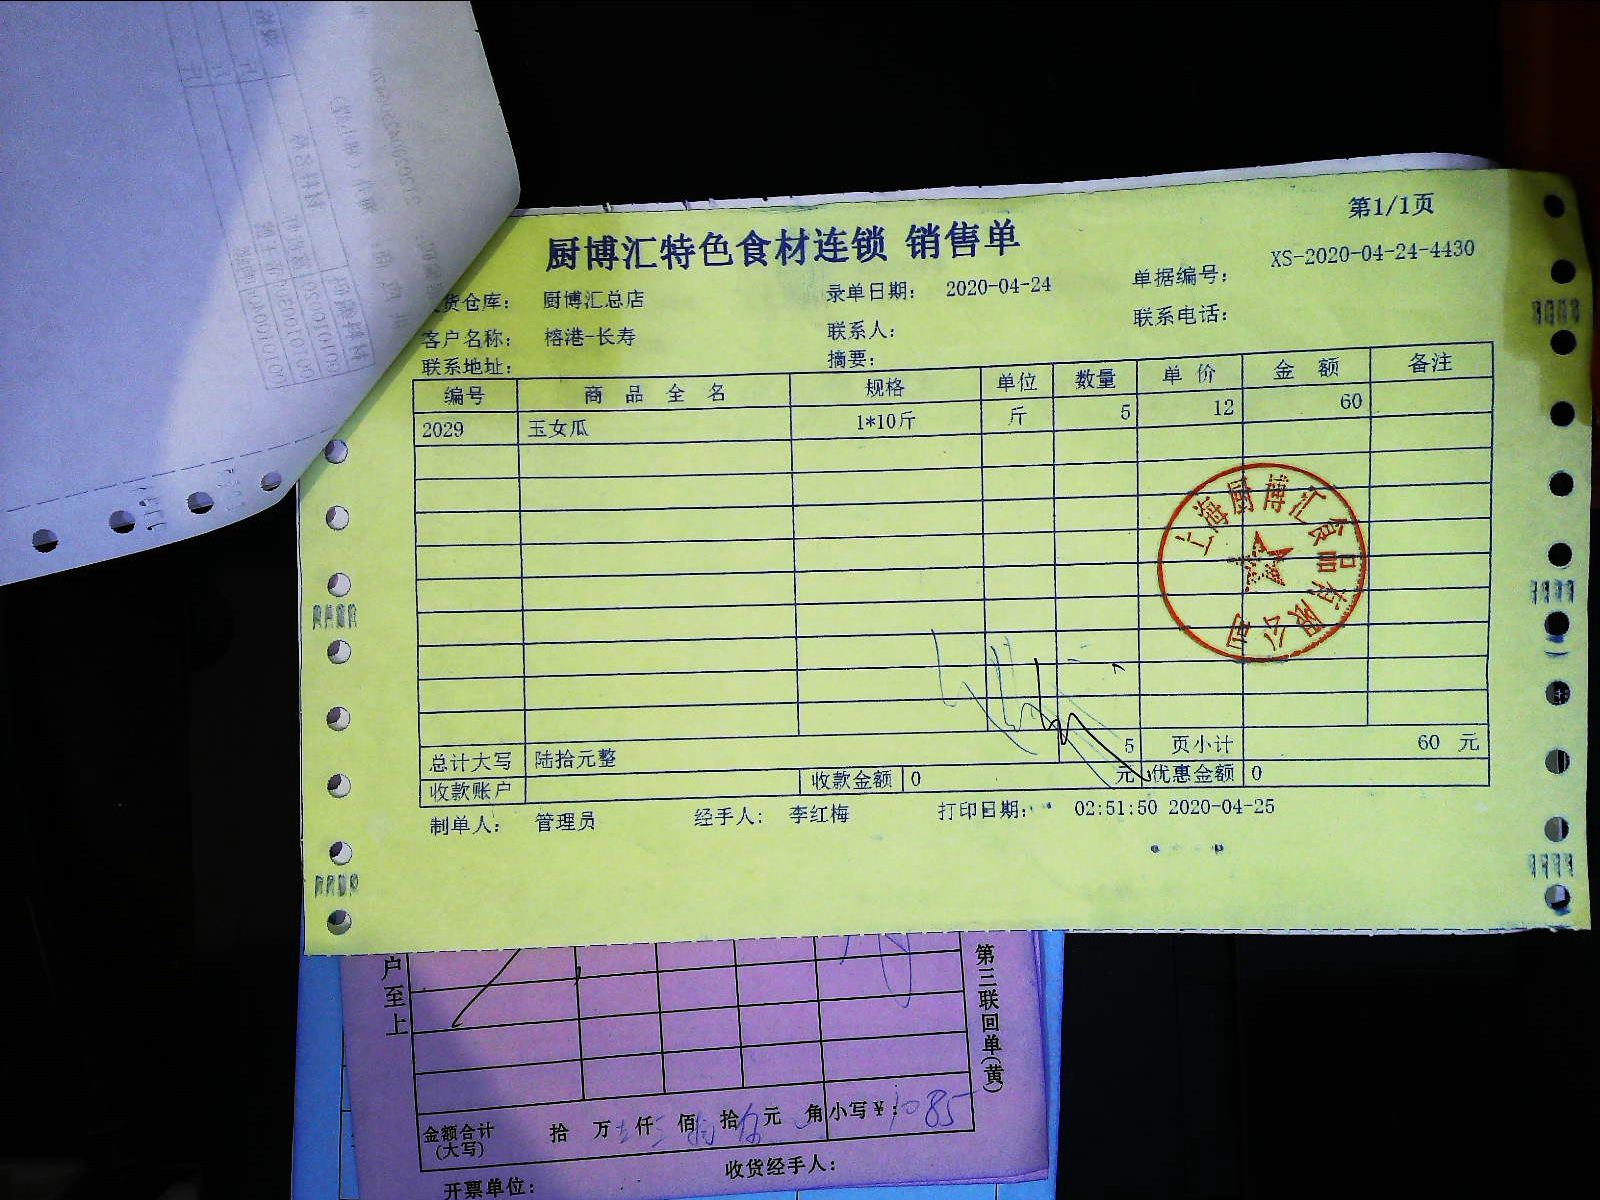 第1/1页
厨博汇特色食材连锁 销售单
货仓库： 厨博汇总店 录单日期： 2020-04-24 单据编号： XS-2020-04-24-4430
客户名称： 榕港-长寿 联系人： 联系电话：
联系地址： 摘要：
编号 商品全名 规格 单位 数量 单价 金额 备注
2029 玉女瓜 1*10斤 斤 5 12 60
上海厨博汇食品有限公司
总计大写 陆拾元整 5 页小计 60 元
收款账户 收款金额 0 元 优惠金额 0
制单人： 管理员 经手人： 李红梅 打印日期： 02:51:50 2020-04-25
户至上
第三联回单(黄)
金额合计 拾 万 仟 佰 拾 元 角 小写￥：
(大写)
收货经手人：
开票单位：